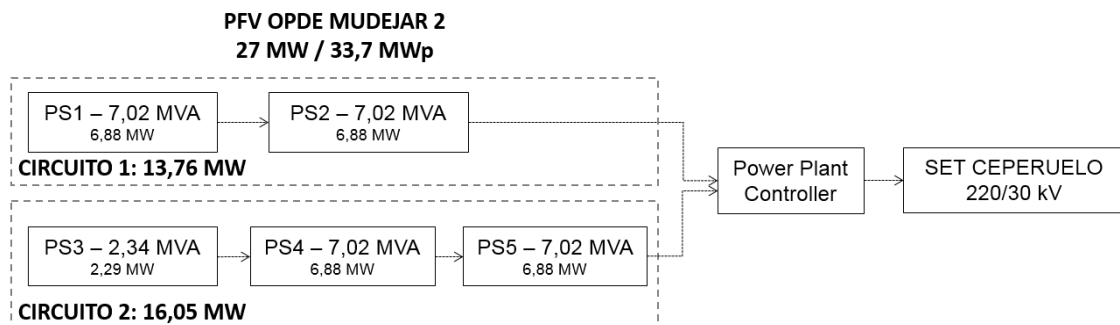 PFV OPDE MUDEJAR 2
27 MW / 33,7 MWp
PS1 – 7,02 MVA
6,88 MW
PS2 – 7,02 MVA
6,88 MW
CIRCUITO 1: 13,76 MW
Power Plant
Controller
SET CEPERUELO
220/30 kV
PS3 – 2,34 MVA
2,29 MW
PS4 – 7,02 MVA
6,88 MW
PS5 – 7,02 MVA
6,88 MW
CIRCUITO 2: 16,05 MW